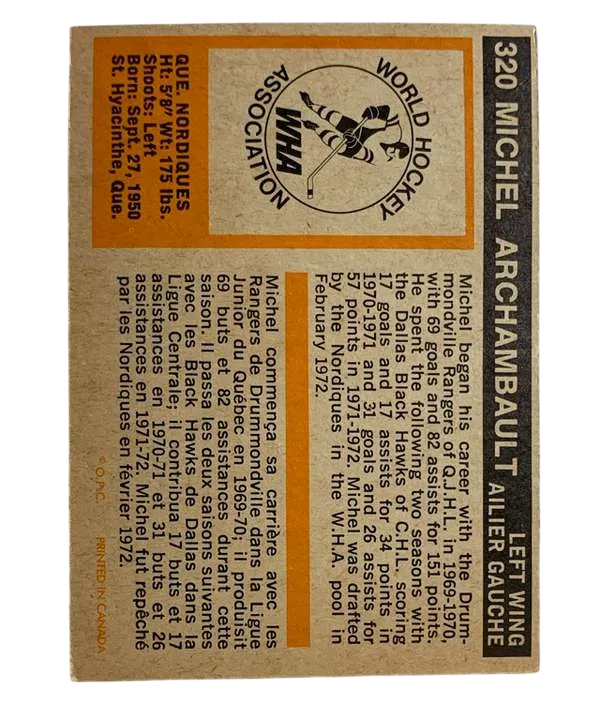 320 MICHEL ARCHAMBAULT
LEFT WING
AILIER GAUCHE
WORLD HOCKEY
ASSOCIATION
WHA
QUE. NORDIQUES
Ht: 5'8" Wt: 175 lbs.
Shoots: Left
Born: Sept. 27, 1950
St. Hyacinthe, Que.
Michel began his career with the Drum-
mondville Rangers of Q.J.H.L. in 1969-1970,
with 69 goals and 82 assists for 151 points.
He spent the following two seasons with
the Dallas Black Hawks of C.H.L. scoring
17 goals and 17 assists for 34 points in
1970-1971 and 31 goals and 26 assists for
57 points in 1971-1972. Michel was drafted
by the Nordiques in the W.H.A. pool in
February 1972.
Michel commença sa carrière avec les
Rangers de Drummondville dans la Ligue
Junior du Québec en 1969-70; il produisit
69 buts et 82 assistances durant cette
saison. Il passa les deux saisons suivantes
avec les Black Hawks de Dallas dans la
Ligue Centrale; il contribua 17 buts et 17
assistances en 1970-71 et 31 buts et 26
assistances en 1971-72. Michel fut repêché
par les Nordiques en février 1972.
© O.P.C. PRINTED IN CANADA